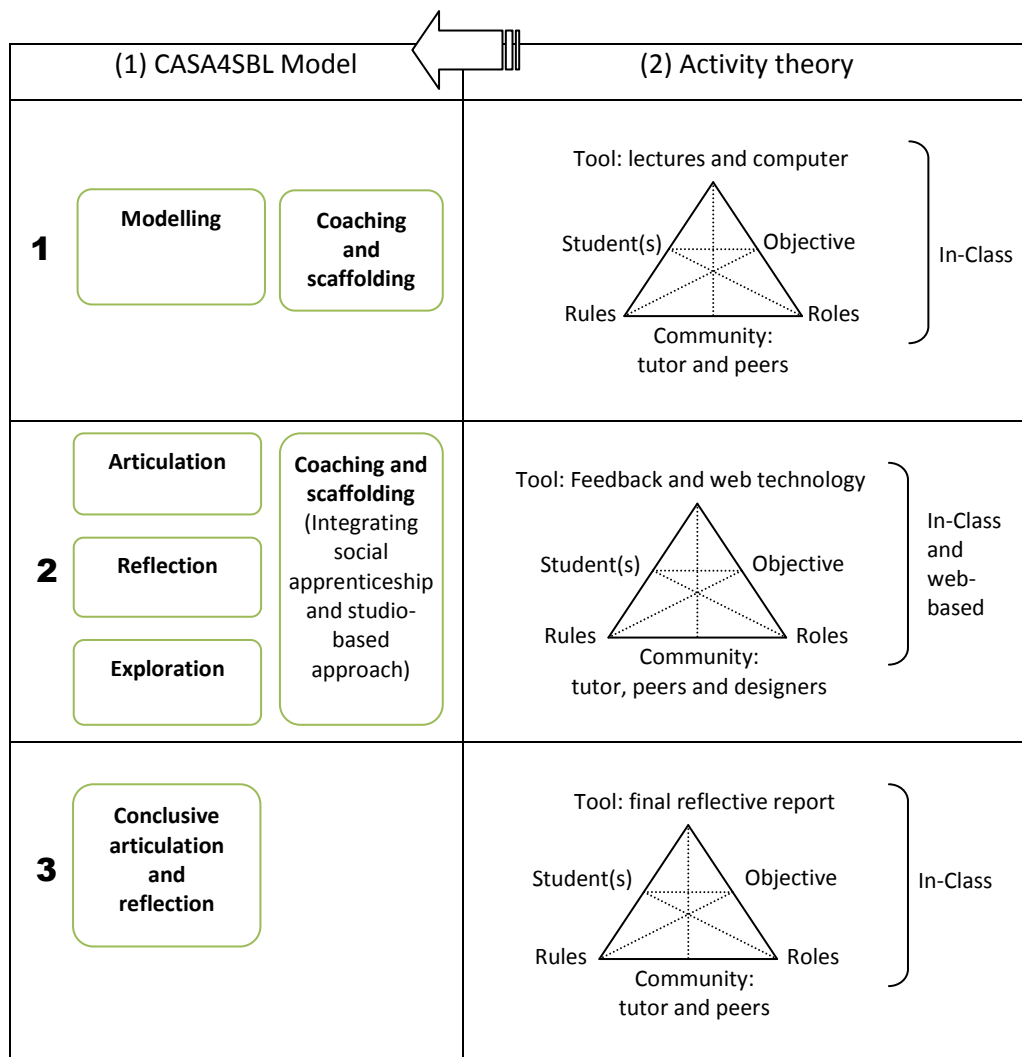 (1) CASA4SBL Model
(2) Activity theory
1
Modelling
Coaching
and
scaffolding
Tool: lectures and computer
Student(s)
Objective
Rules
Roles
Community:
tutor and peers
In-Class
2
Articulation
Reflection
Exploration
Coaching and
scaffolding
(Integrating
social
apprenticeship
and studio-
based
approach)
Tool: Feedback and web technology
Student(s)
Objective
Rules
Roles
Community:
tutor, peers and designers
In-Class
and
web-
based
3
Conclusive
articulation
and
reflection
Tool: final reflective report
Student(s)
Objective
Rules
Roles
Community:
tutor and peers
In-Class